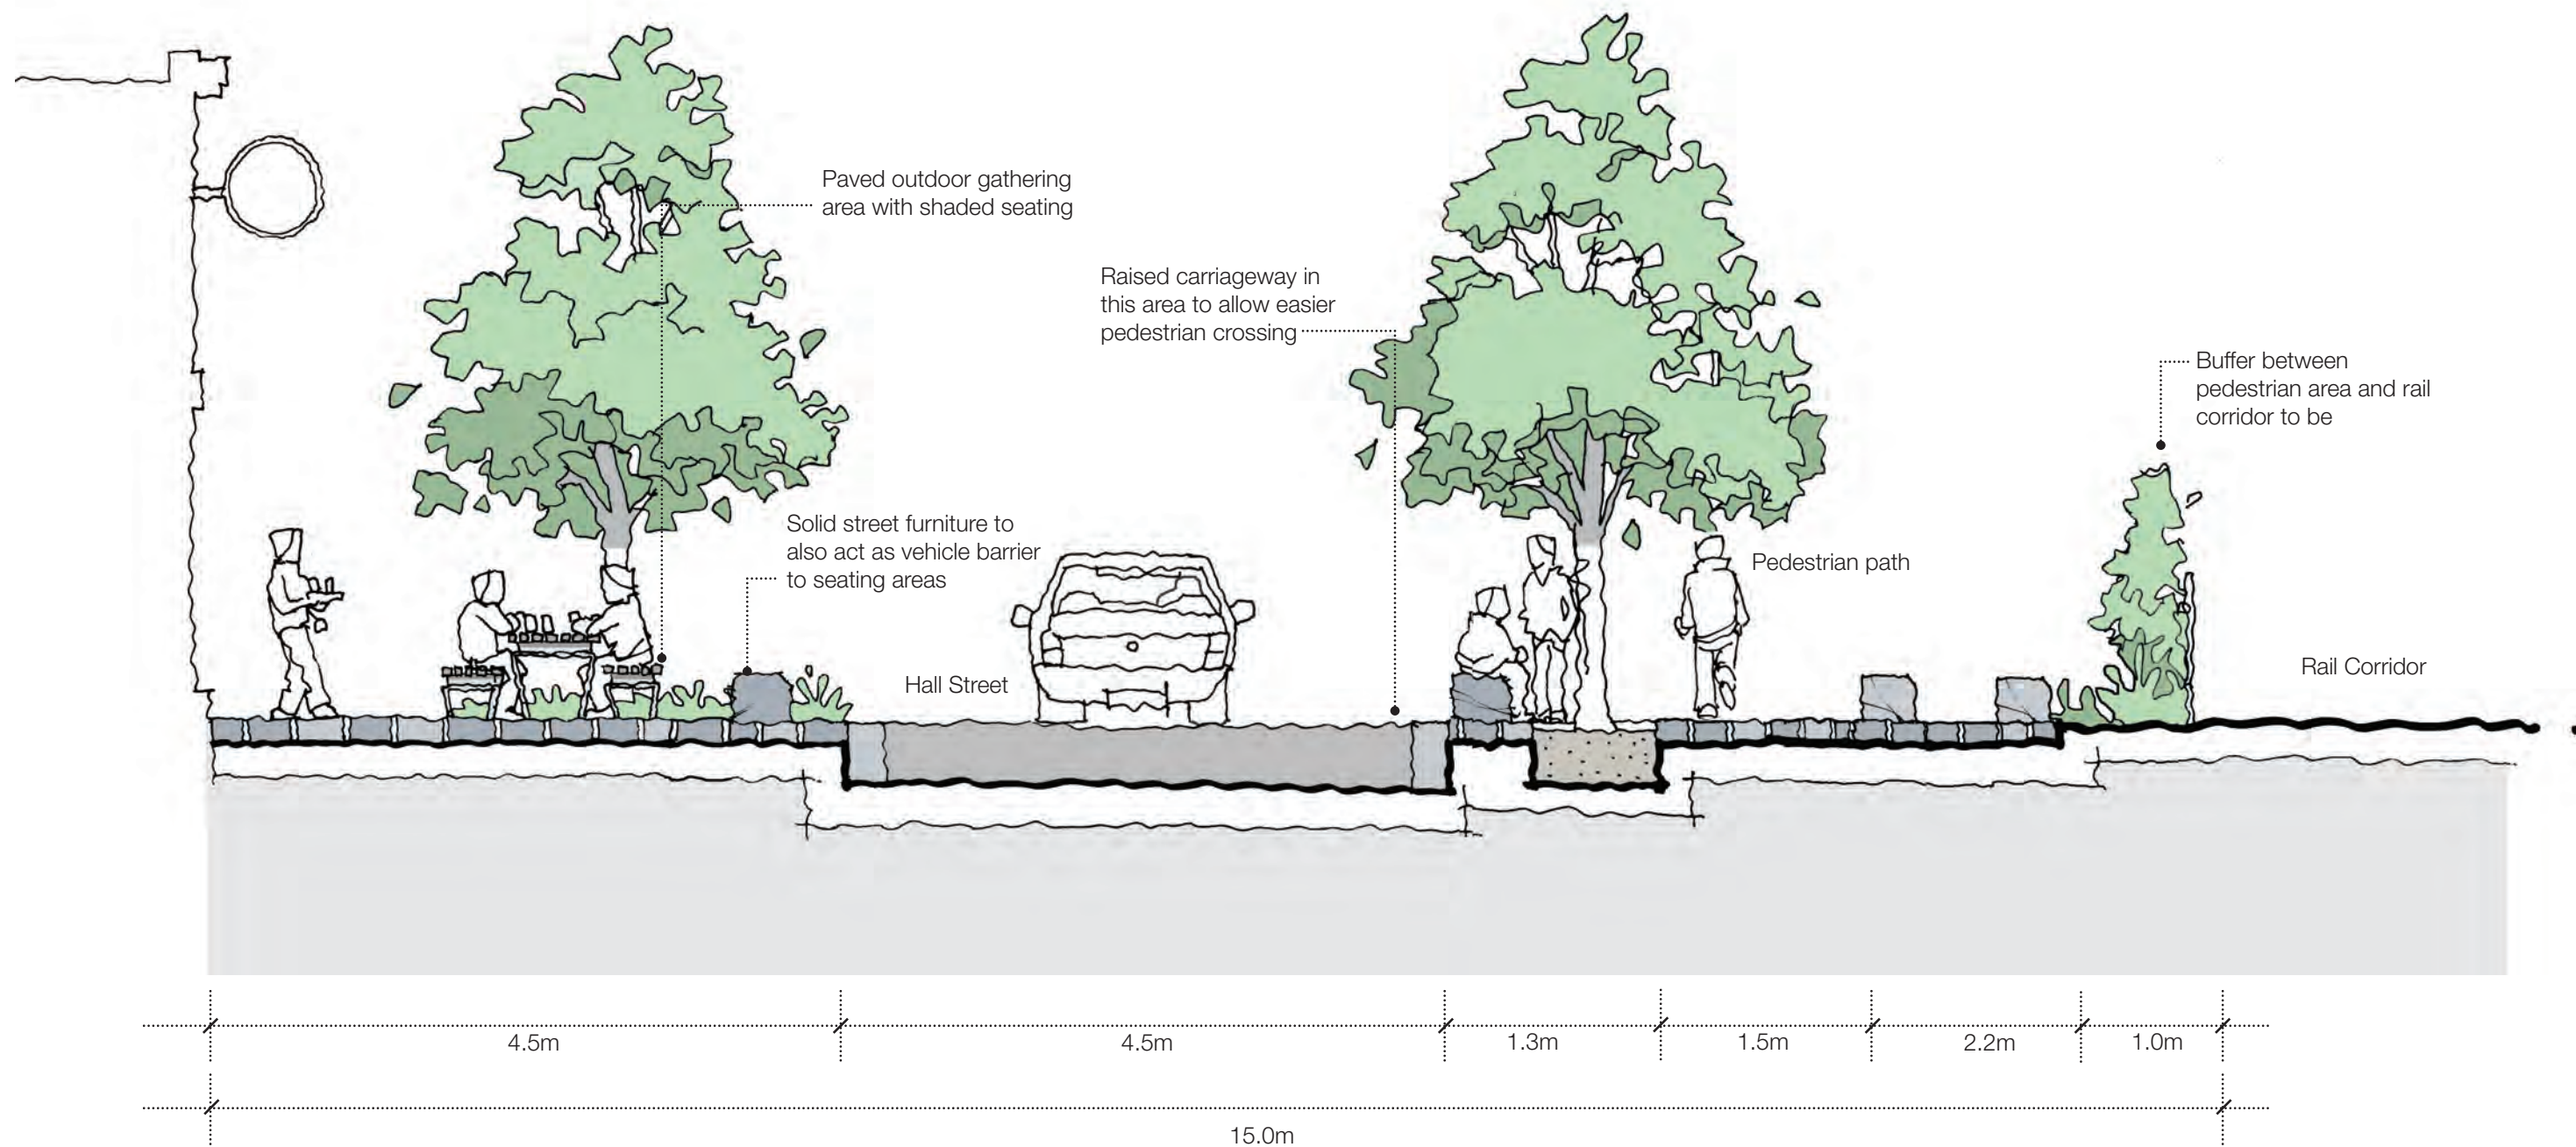 Paved outdoor gathering
area with shaded seating
Raised carriageway in
this area to allow easier
pedestrian crossing
Buffer between
pedestrian area and rail
corridor to be
Solid street furniture to
also act as vehicle barrier
to seating areas
Pedestrian path
Hall Street
Rail Corridor
4.5m
4.5m
1.3m
1.5m
2.2m
1.0m
15.0m